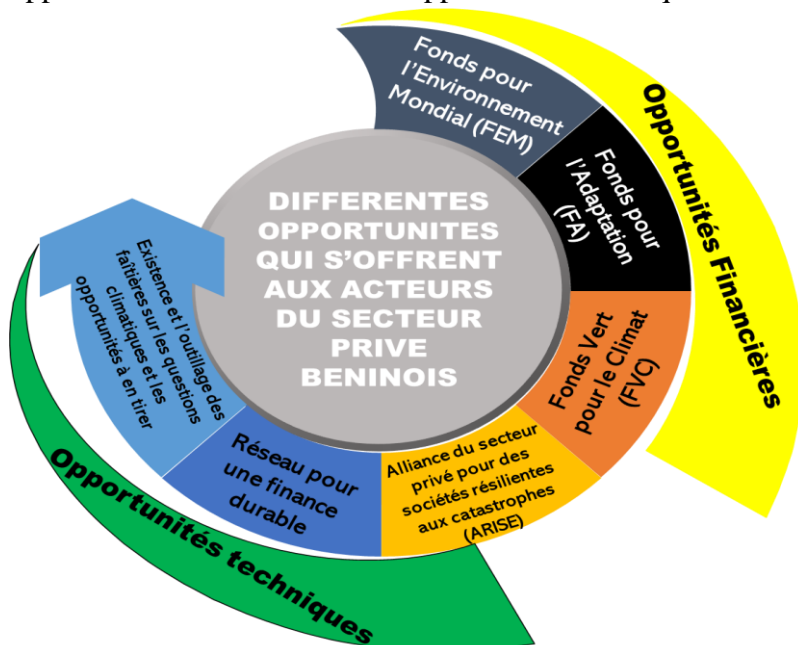 DIFFERENTES
OPPORTUNITES
QUI S'OFFRENT
AUX ACTEURS
DU SECTEUR
PRIVE
BENINOIS
Opportunités Financières
Fonds pour
l'Environnement
Mondial (FEM)
Fonds pour
l'Adaptation
(FA)
Fonds Vert
pour le Climat
(FVC)
Alliance du secteur
privé pour des
sociétés résilientes
aux catastrophes
(ARISE)
Réseau pour
une finance
durable
Existence et l'outillage des
faîtières sur les questions
climatiques et les
opportunités à en tirer
Opportunités techniques